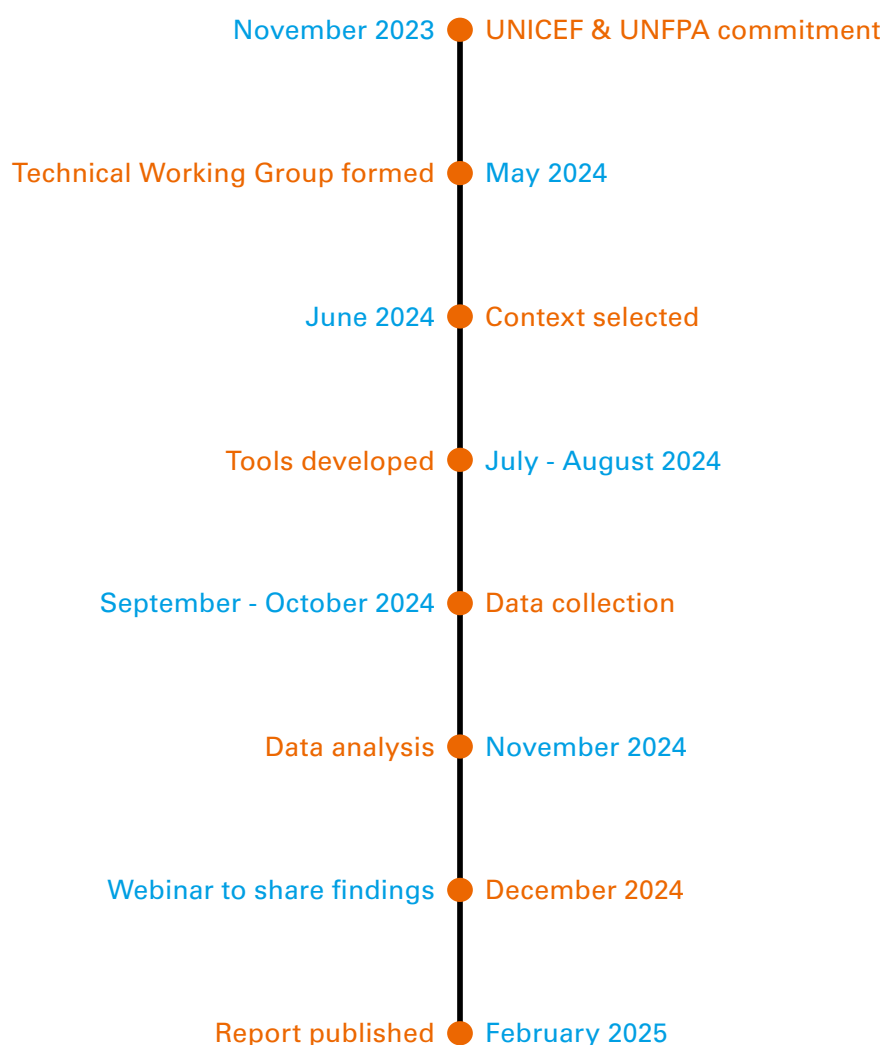 November 2023 UNICEF & UNFPA commitment
Technical Working Group formed May 2024
June 2024 Context selected
Tools developed July - August 2024
September - October 2024 Data collection
Data analysis November 2024
Webinar to share findings December 2024
Report published February 2025